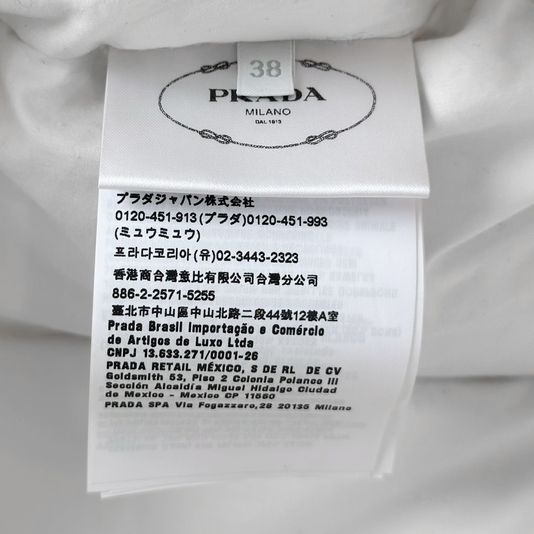 38
PRADA
MILANO
DAL 1913
プラダジャパン株式会社
0120-451-913(プラダ)0120-451-993
(ミュウミュウ)
프라다코리아 (유)02-3443-2323
香港商台灣意比有限公司台灣分公司
886-2-2571-5255
臺北市中山區中山北路二段44號12樓A室
Prada Brasil Importação e Comércio
de Artigos de Luxo Ltda
CNPJ 13.633.271/0001-26
PRADA RETAIL MÉXICO, S DE RL DE CV
Goldsmith 53, Piso 2 Colonia Polanco III
Sección Alcaldía Miguel Hidalgo Ciudad
de Mexico - Mexico CP 11560
PRADA SPA Via Fogazzaro,28 20135 Milano